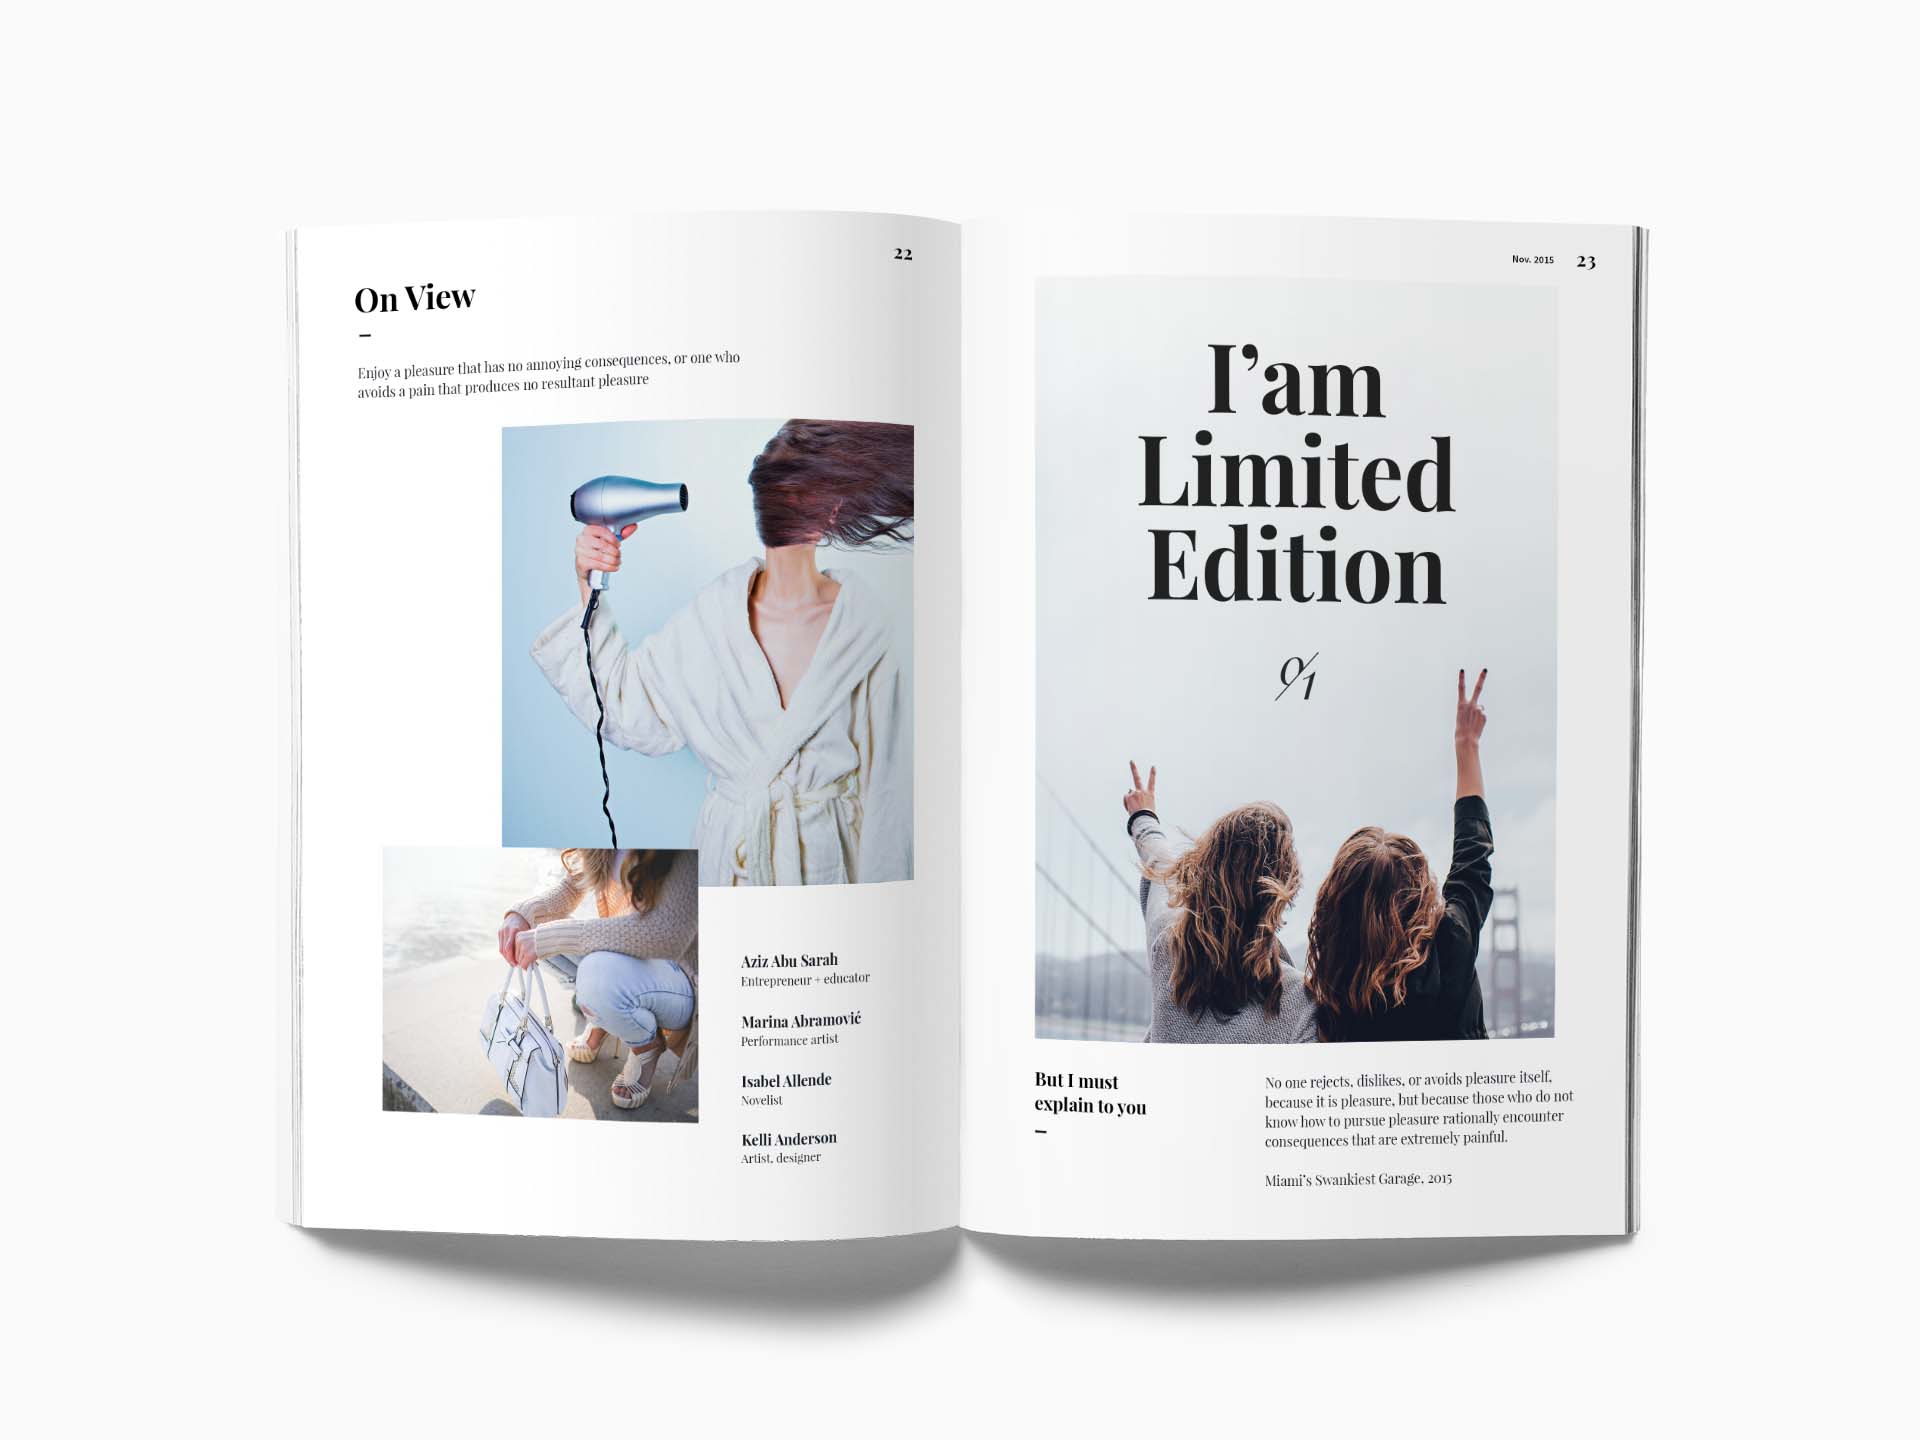 22
On View
–
Enjoy a pleasure that has no annoying consequences, or one who
avoids a pain that produces no resultant pleasure
Aziz Abu Sarah
Entrepreneur + educator
Marina Abramović
Performance artist
Isabel Allende
Novelist
Kelli Anderson
Artist, designer
Nov. 2015 23
I’am
Limited
Edition
0/1
But I must
explain to you
–
No one rejects, dislikes, or avoids pleasure itself,
because it is pleasure, but because those who do not
know how to pursue pleasure rationally encounter
consequences that are extremely painful.
Miami’s Swankiest Garage, 2015